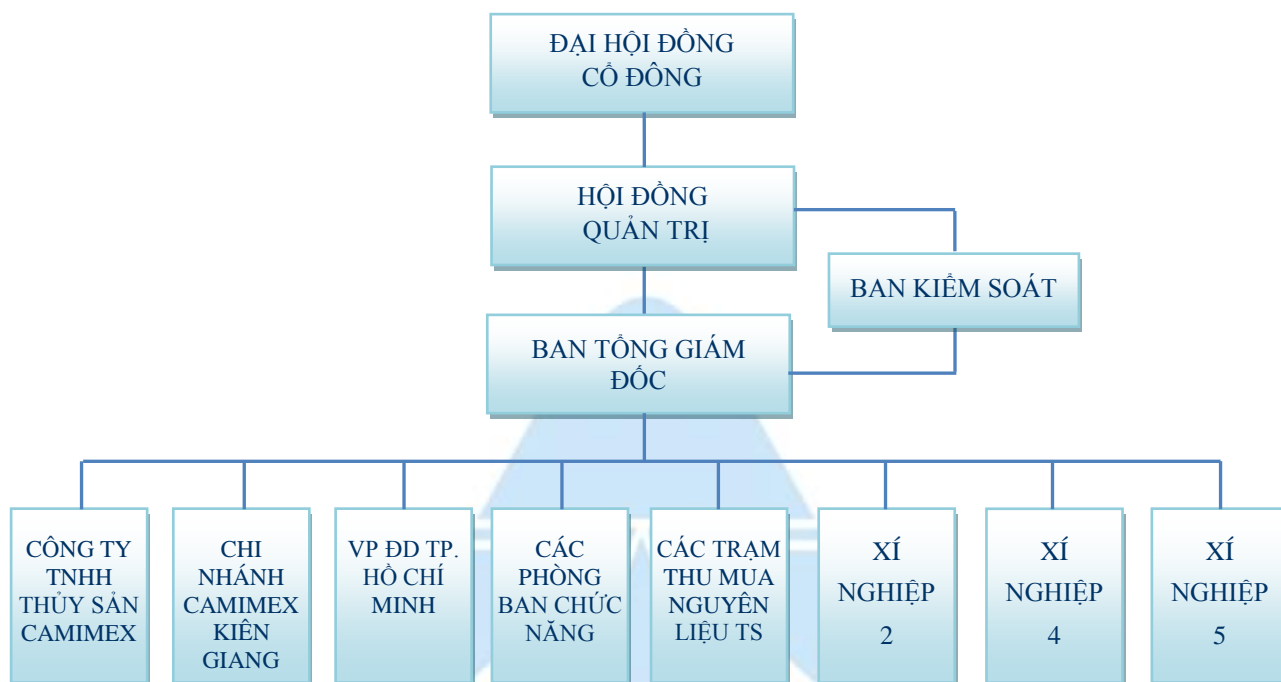 ĐẠI HỘI ĐỒNG
CỔ ĐÔNG
HỘI ĐỒNG
QUẢN TRỊ
BAN KIỂM SOÁT
BAN TỔNG GIÁM
ĐỐC
CÔNG TY
TNHH
THỦY SẢN
CAMIMEX
CHI
NHÁNH
CAMIMEX
KIÊN
GIANG
VP ĐD TP.
HỒ CHÍ
MINH
CÁC
PHÒNG
BAN CHỨC
NĂNG
CÁC TRẠM
THU MUA
NGUYÊN
LIỆU TS
XÍ
NGHIỆP
2
XÍ
NGHIỆP
4
XÍ
NGHIỆP
5